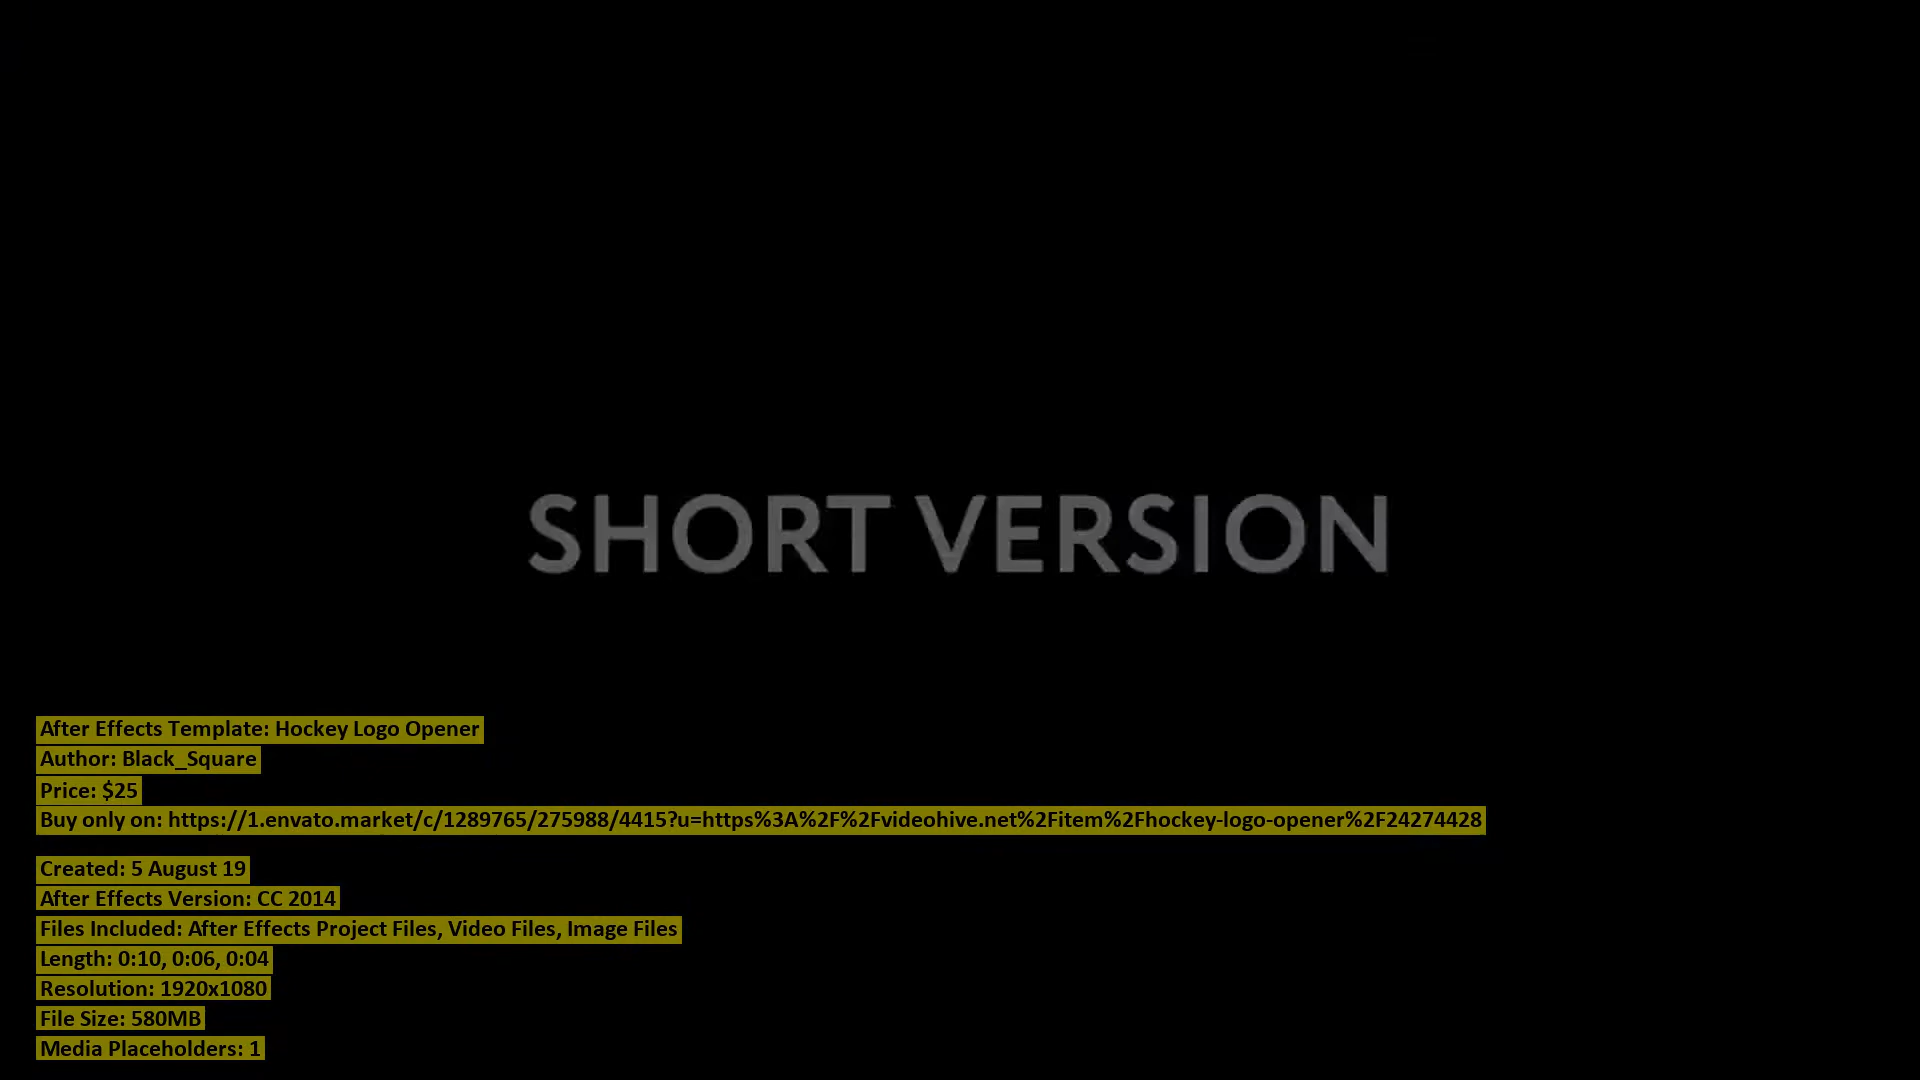 SHORT VERSION
After Effects Template: Hockey Logo Opener
Author: Black_Square
Price: $25
Buy only on: https://1.envato.market/c/1289765/275988/4415?u=https%3A%2F%2Fvideohive.net%2Fitem%2Fhockey-logo-opener%2F24274428
Created: 5 August 19
After Effects Version: CC 2014
Files Included: After Effects Project Files, Video Files, Image Files
Length: 0:10, 0:06, 0:04
Resolution: 1920x1080
File Size: 580MB
Media Placeholders: 1